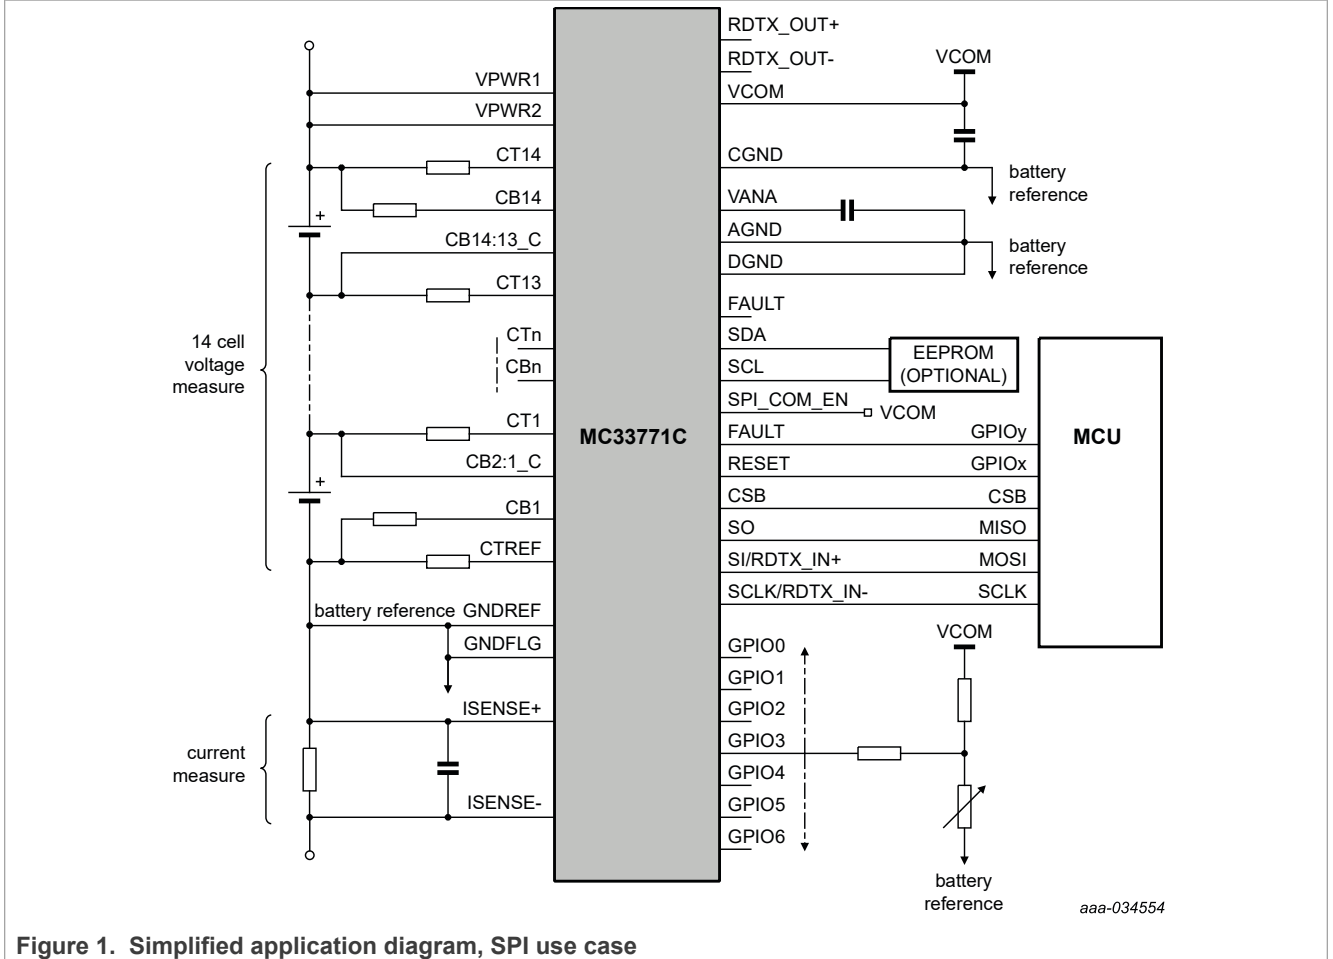 VPWR1
VPWR2
CT14
CB14
+
CB14:13_C
CT13
14 cell
voltage
measure
CTn
CBn
CT1
CB2:1_C
+
CB1
CTREF
battery reference GNDREF
GNDFLG
ISENSE+
current
measure
ISENSE-
MC33771C
RDTX_OUT+
RDTX_OUT-
VCOM
VCOM
CGND
battery
reference
VANA
AGND
battery
reference
DGND
FAULT
SDA
SCL
EEPROM
(OPTIONAL)
SPI_COM_EN
VCOM
FAULT
GPIOy
RESET
GPIOx
CSB
CSB
SO
MISO
SI/RDTX_IN+
MOSI
SCLK/RDTX_IN-
SCLK
MCU
GPIO0
GPIO1
GPIO2
GPIO3
GPIO4
GPIO5
GPIO6
VCOM
battery
reference
aaa-034554
Figure 1. Simplified application diagram, SPI use case